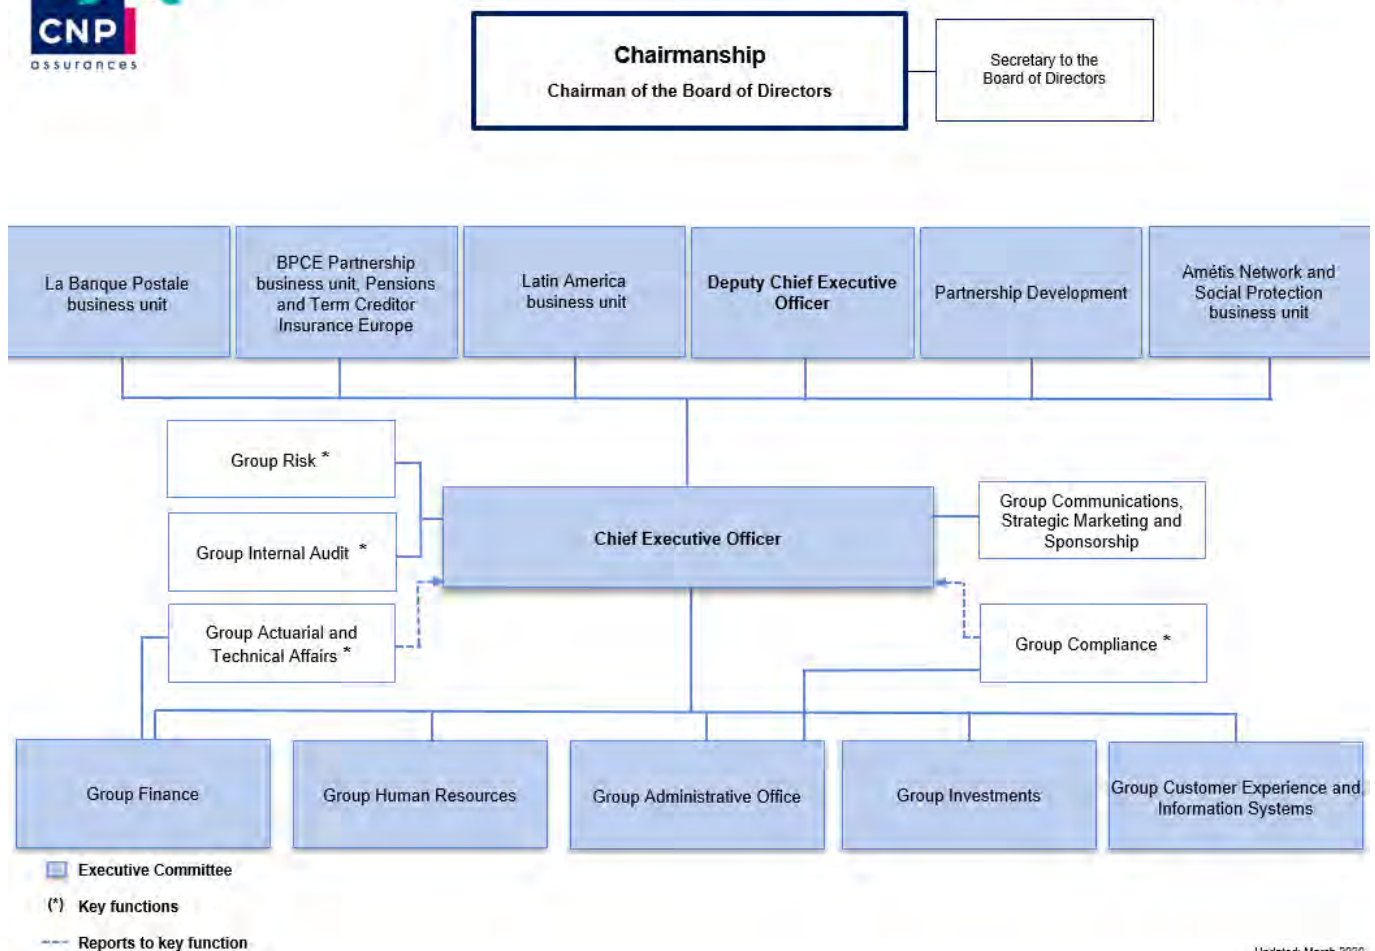 CNP
assurances
Chairmanship
Chairman of the Board of Directors
Secretary to the
Board of Directors
La Banque Postale
business unit
BPCE Partnership
business unit, Pensions
and Term Creditor
Insurance Europe
Latin America
business unit
Deputy Chief Executive
Officer
Partnership Development
Amétis Network and
Social Protection
business unit
Group Risk *
Group Internal Audit *
Group Actuarial and
Technical Affairs *
Chief Executive Officer
Group Communications,
Strategic Marketing and
Sponsorship
Group Compliance *
Group Finance
Group Human Resources
Group Administrative Office
Group Investments
Group Customer Experience and
Information Systems
Executive Committee
(*) Key functions
Reports to key function
Updated: March